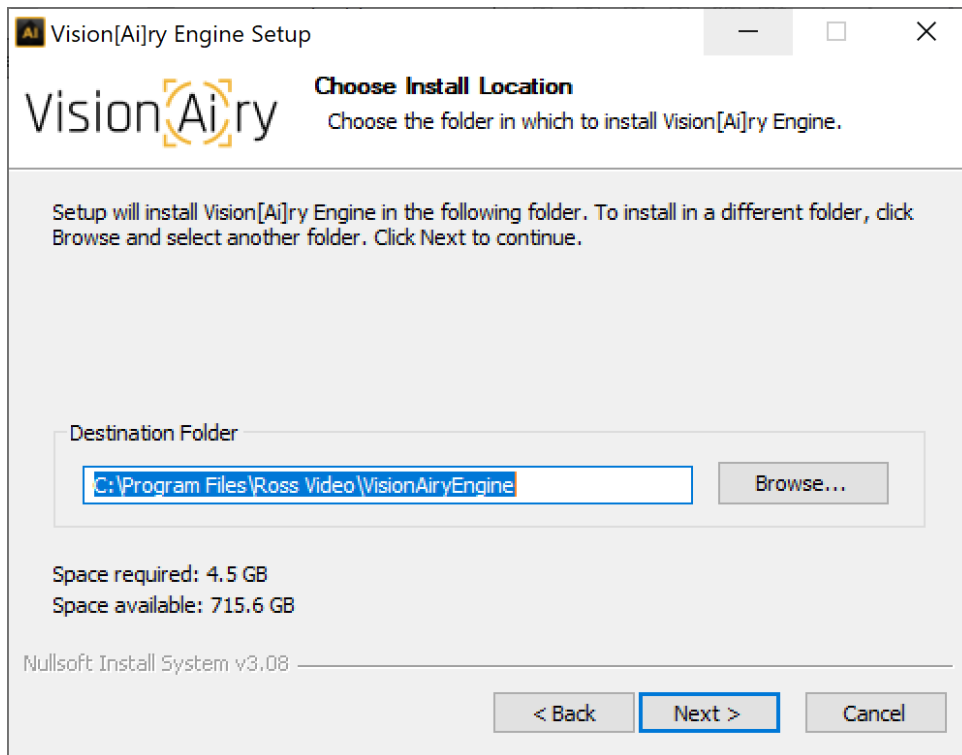 AI Vision[Ai]ry Engine Setup
Vision[Ai]ry
Choose Install Location
Choose the folder in which to install Vision[Ai]ry Engine.
Setup will install Vision[Ai]ry Engine in the following folder. To install in a different folder, click
Browse and select another folder. Click Next to continue.
Destination Folder
C:\Program Files\Ross Video\VisionAiryEngine
Browse...
Space required: 4.5 GB
Space available: 715.6 GB
Nullsoft Install System v3.08
< Back Next > Cancel